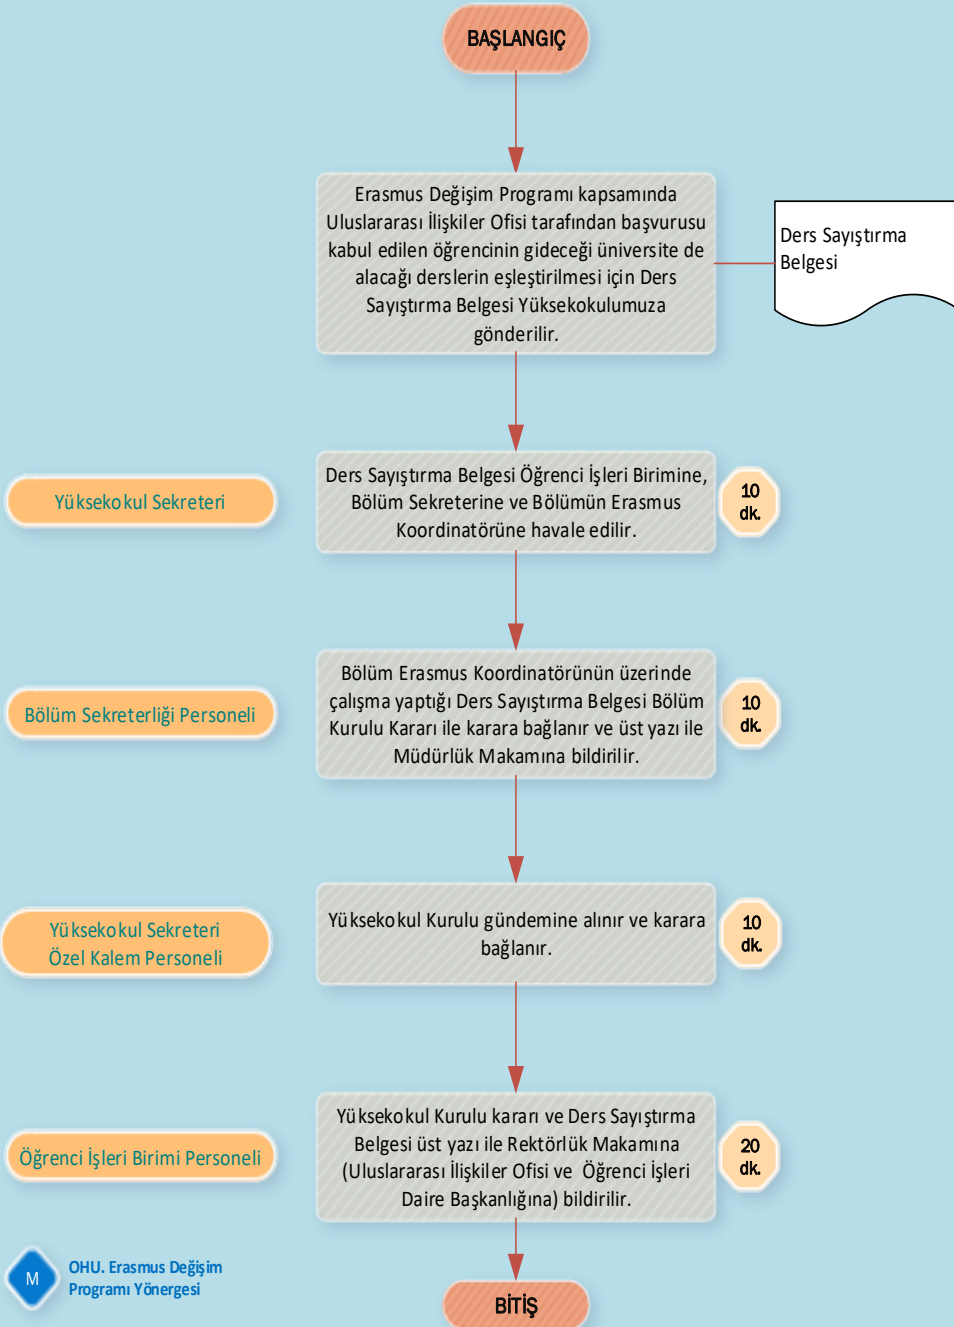 BAŞLANGIÇ
Erasmus Değişim Programı kapsamında
Uluslararası İlişkiler Ofisi tarafından başvurusu
kabul edilen öğrencinin gideceği üniversite de
alacağı derslerin eşleştirilmesi için Ders
Sayıştırma Belgesi Yüksekokulumuza
gönderilir.
Ders Sayıştırma
Belgesi
Yüksekokul Sekreteri
Ders Sayıştırma Belgesi Öğrenci İşleri Birimine,
Bölüm Sekreterine ve Bölümün Erasmus
Koordinatörüne havale edilir.
10
dk.
Bölüm Sekreterliği Personeli
Bölüm Erasmus Koordinatörünün üzerinde
çalışma yaptığı Ders Sayıştırma Belgesi Bölüm
Kurulu Kararı ile karara bağlanır ve üst yazı ile
Müdürlük Makamına bildirilir.
10
dk.
Yüksekokul Sekreteri
Özel Kalem Personeli
Yüksekokul Kurulu gündemine alınır ve karara
bağlanır.
10
dk.
Öğrenci İşleri Birimi Personeli
Yüksekokul Kurulu kararı ve Ders Sayıştırma
Belgesi üst yazı ile Rektörlük Makamına
(Uluslararası İlişkiler Ofisi ve Öğrenci İşleri
Daire Başkanlığına) bildirilir.
20
dk.
M
OHU. Erasmus Değişim
Programı Yönergesi
BİTİŞ